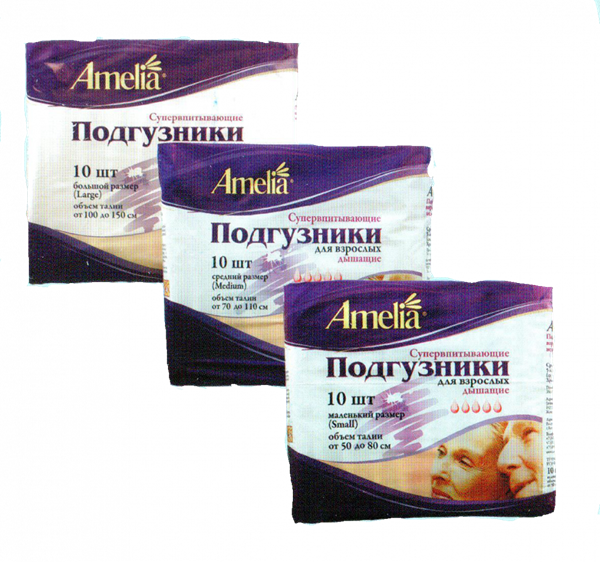 Amelia®
Супервпитывающие
Подгузники
10 шт
большой размер
(Large)
объем талии
от 100 до 150 см
Amelia®
Супервпитывающие
Подгузники
для взрослых
дышащие
10 шт
средний размер
(Medium)
объем талии
от 70 до 110 см
Amelia®
Супервпитывающие
Подгузники
для взрослых
дышащие
10 шт
маленький размер
(Small)
объем талии
от 50 до 80 см